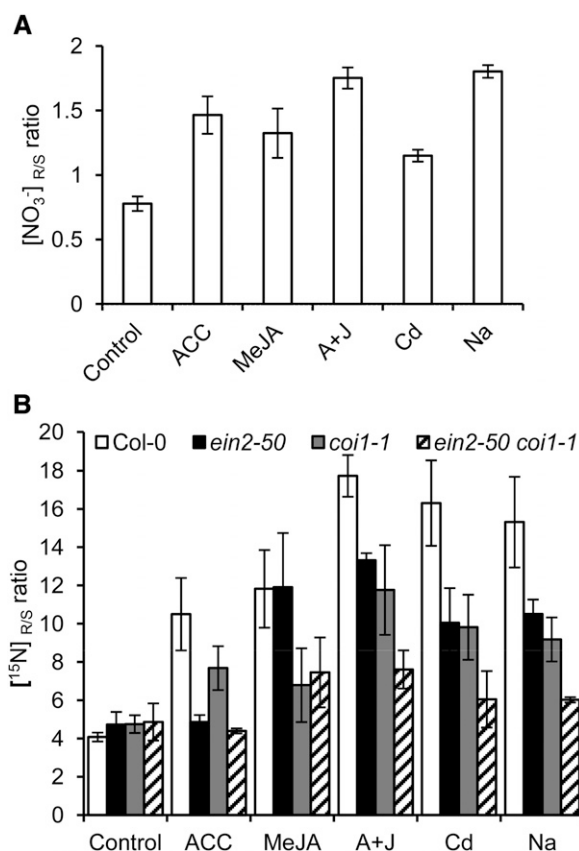 A
2
1.5
1
0.5
0
[NO₃⁻] R/S ratio
Control
ACC
MeJA
A+J
Cd
Na
B
Col-0 ein2-50 coi1-1 ein2-50 coi1-1
20
18
16
14
12
10
8
6
4
2
0
[¹⁵N] R/S ratio
Control ACC MeJA A+J Cd Na